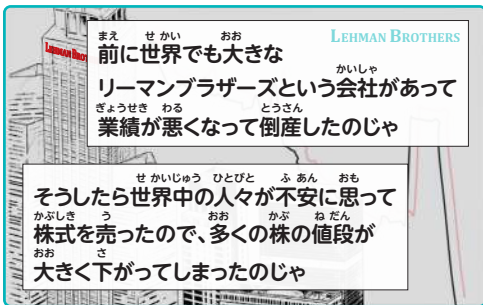 LEHMAN BROTHERS
LEHMAN BRO
前に世界でも大きな
リーマンブラザーズという会社があって
業績が悪くなって倒産したのじゃ
そうしたら世界中の人々が不安に思って
株式を売ったので、多くの株の値段が
大きく下がってしまったのじゃ